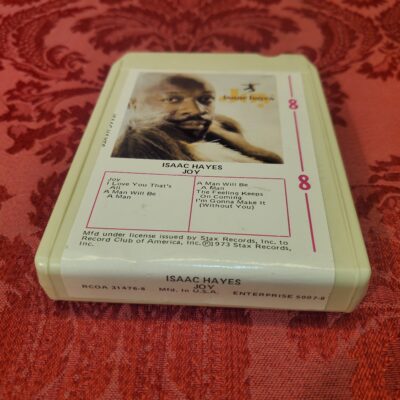 isaac hayes
8
8
ISAAC HAYES
JOY
Joy
I Love You That's
All
A Man Will Be
A Man
A Man Will Be
A Man
The Feeling Keeps
On Coming
I'm Gonna Make It
(Without You)
Mfd under license issued by Stax Records, Inc. to
Record Club of America, Inc. Ⓟ 1973 Stax Records,
Inc.
ISAAC HAYES
JOY
RCOA 31476-8 Mfd. in U.S.A. ENTERPRISE 5007-8